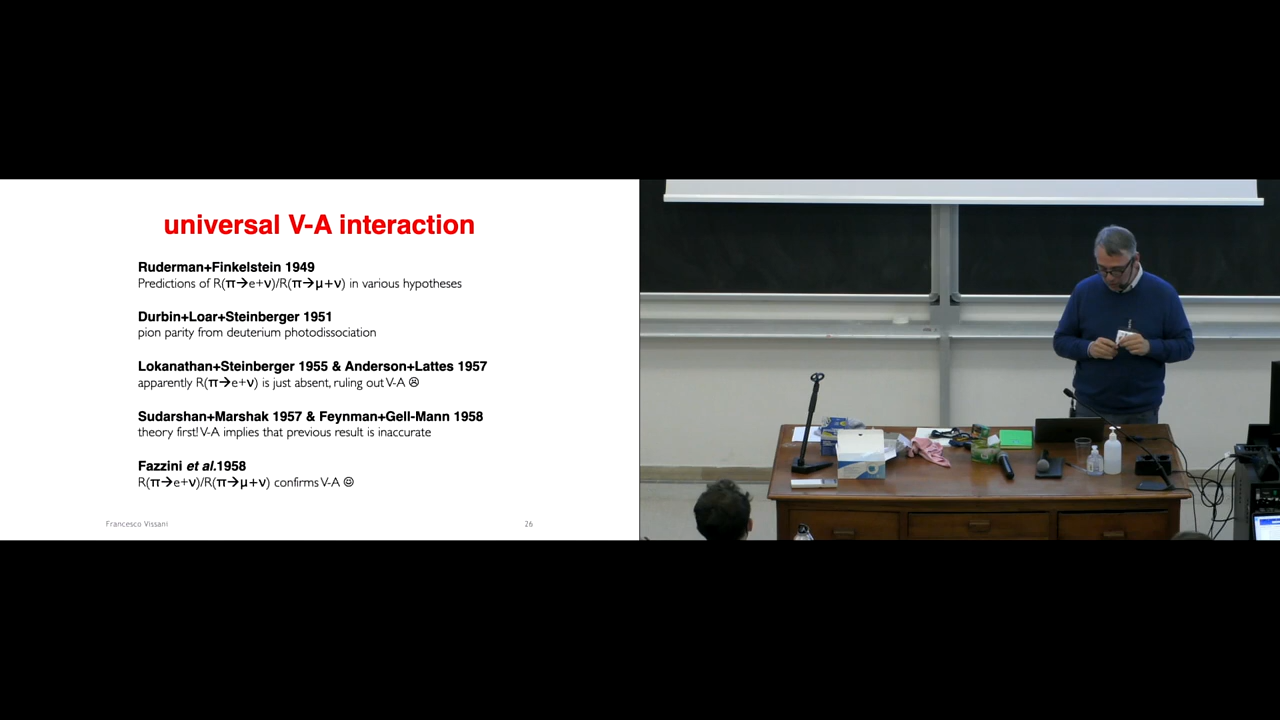 universal V-A interaction
Ruderman+Finkelstein 1949
Predictions of R(π→e+ν)/R(π→μ+ν) in various hypotheses
Durbin+Loar+Steinberger 1951
pion parity from deuterium photodissociation
Lokanathan+Steinberger 1955 & Anderson+Lattes 1957
apparently R(π→e+ν) is just absent, ruling out V-A ☹
Sudarshan+Marshak 1957 & Feynman+Gell-Mann 1958
theory first! V-A implies that previous result is inaccurate
Fazzini et al.1958
R(π→e+ν)/R(π→μ+ν) confirms V-A ☺
Francesco Vissani
26